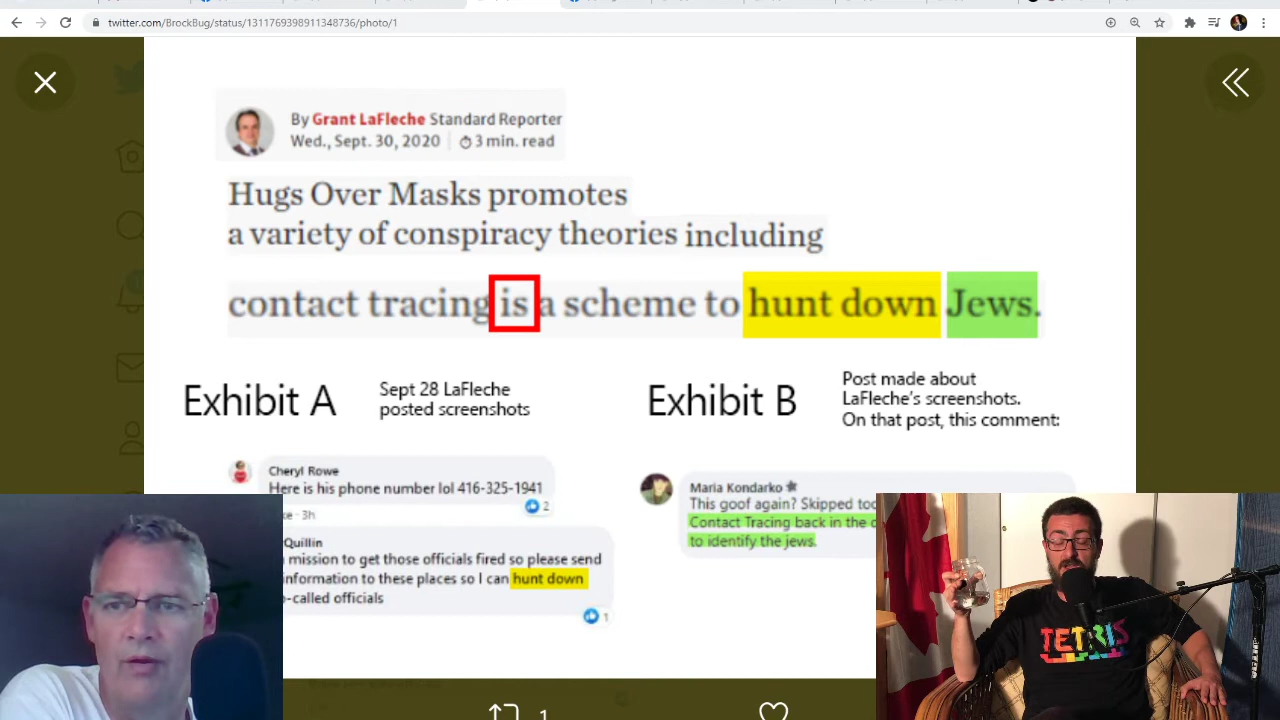 twitter.com/BrockBug/status/1311769398911348736/photo/1
By Grant LaFleche Standard Reporter
Wed., Sept. 30, 2020 | 3 min. read
Hugs Over Masks promotes
a variety of conspiracy theories including
contact tracing is a scheme to hunt down Jews.
Exhibit A
Sept 28 LaFleche
posted screenshots
Exhibit B
Post made about
LaFleche's screenshots.
On that post, this comment:
Cheryl Rowe
Here is his phone number lol 416-325-1941
2
3h
Quillin
mission to get those officials fired so please send
information to these places so I can hunt down
-called officials
1
Maria Kondarko
This goof again? Skipped
Contact Tracing back in the
to identify the jews.
TETRIS
1